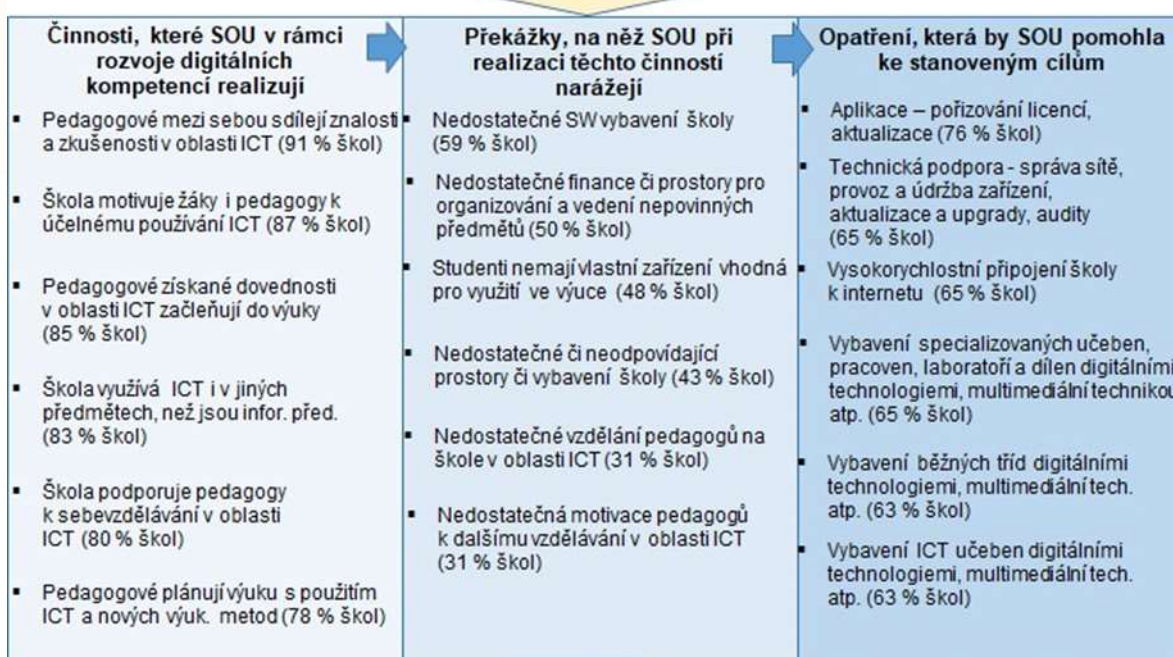 Činnosti, které SOU v rámci
rozvoje digitálních
kompetencí realizují
▪ Pedagogové mezi sebou sdílejí znalosti
a zkušenosti v oblasti ICT (91 % škol)
▪ Škola motivuje žáky i pedagogy k
účelnému používání ICT (87 % škol)
▪ Pedagogové získané dovednosti
v oblasti ICT začleňují do výuky
(85 % škol)
▪ Škola využívá ICT i v jiných
předmětech, než jsou infor. před.
(83 % škol)
▪ Škola podporuje pedagogy
k sebevzdělávání v oblasti
ICT (80 % škol)
▪ Pedagogové plánují výuku s použitím
ICT a nových výuk. metod (78 % škol)
Překážky, na něž SOU při
realizaci těchto činností
narážejí
▪ Nedostatečné SW vybavení školy
(59 % škol)
▪ Nedostatečné finance či prostory pro
organizování a vedení nepovinných
předmětů (50 % škol)
▪ Studenti nemají vlastní zařízení vhodná
pro využití ve výuce (48 % škol)
▪ Nedostatečné či neodpovídající
prostory či vybavení školy (43 % škol)
▪ Nedostatečné vzdělání pedagogů na
škole v oblasti ICT (31 % škol)
▪ Nedostatečná motivace pedagogů
k dalšímu vzdělávání v oblasti ICT
(31 % škol)
Opatření, která by SOU pomohla
ke stanoveným cílům
▪ Aplikace – pořizování licencí,
aktualizace (76 % škol)
▪ Technická podpora - správa sítě,
provoz a údržba zařízení,
aktualizace a upgrady, audity
(65 % škol)
▪ Vysokorychlostní připojení školy
k internetu (65 % škol)
▪ Vybavení specializovaných učeben,
pracoven, laboratoří a dílen digitálními
technologiemi, multimediální technikou
atp. (65 % škol)
▪ Vybavení běžných tříd digitálními
technologiemi, multimediální tech.
atp. (63 % škol)
▪ Vybavení ICT učeben digitálními
technologiemi, multimediální tech.
atp. (63 % škol)